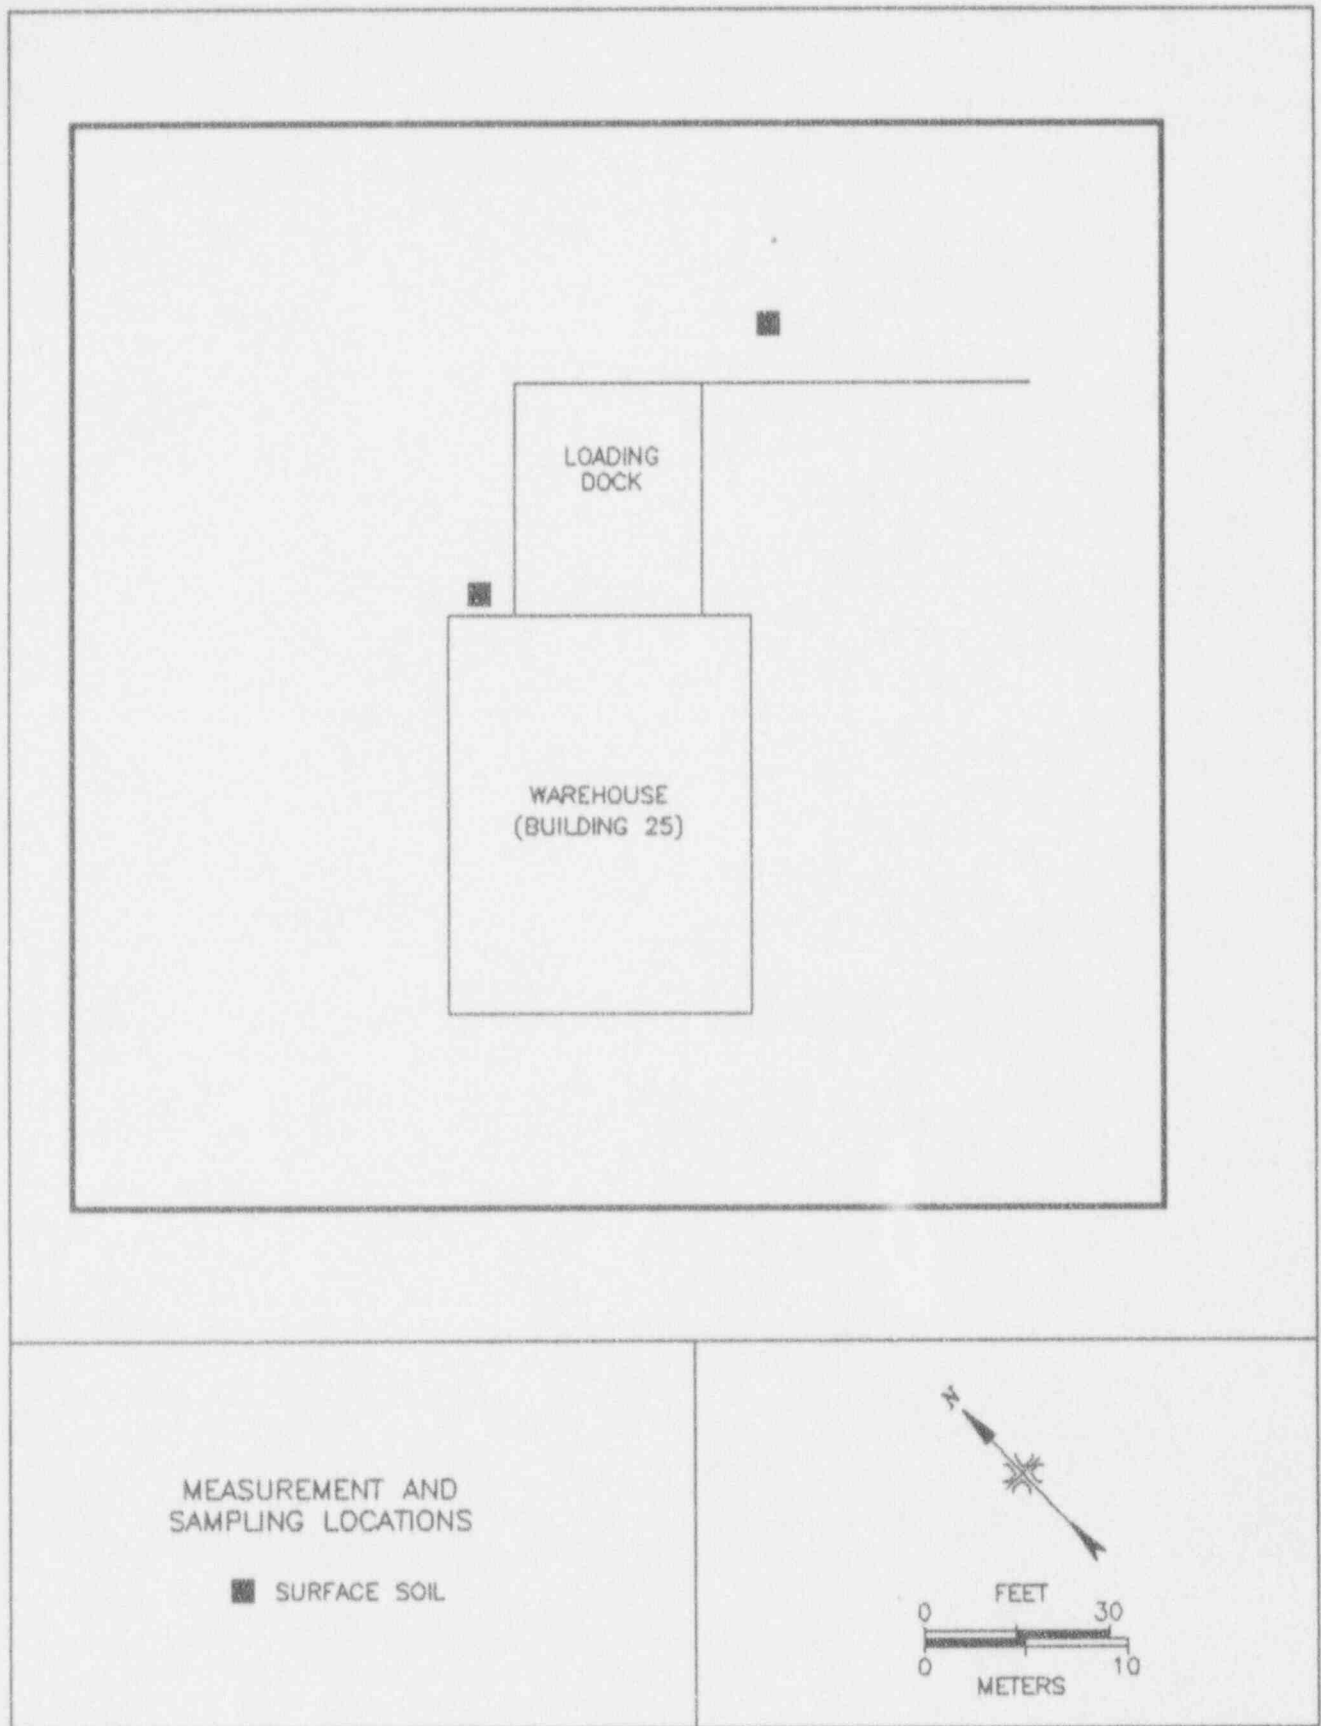 LOADING
DOCK
WAREHOUSE
(BUILDING 25)
MEASUREMENT AND
SAMPLING LOCATIONS
SURFACE SOIL
N
FEET
0 30
0 10
METERS